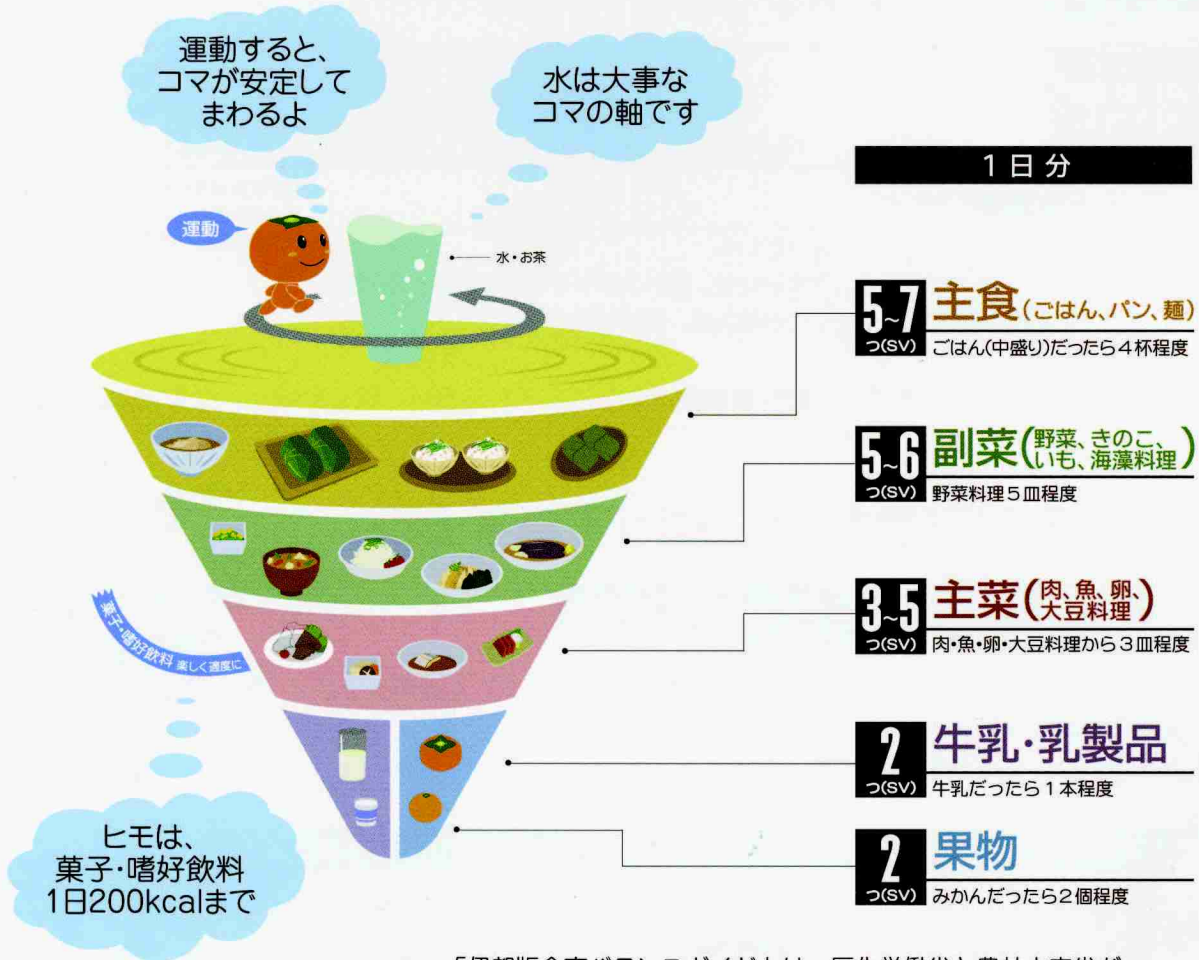 運動すると、
コマが安定して
まわるよ
水は大事な
コマの軸です
運動
水・お茶
1日分
5~7
つ(SV)
主食(ごはん、パン、麺)
ごはん(中盛り)だったら4杯程度
5~6
つ(SV)
副菜(野菜、きのこ、
いも、海藻料理)
野菜料理5皿程度
3~5
つ(SV)
主菜(肉、魚、卵、
大豆料理)
肉・魚・卵・大豆料理から3皿程度
2
つ(SV)
牛乳・乳製品
牛乳だったら1本程度
2
つ(SV)
果物
みかんだったら2個程度
菓子・嗜好飲料 楽しく適度に
ヒモは、
菓子・嗜好飲料
1日200kcalまで